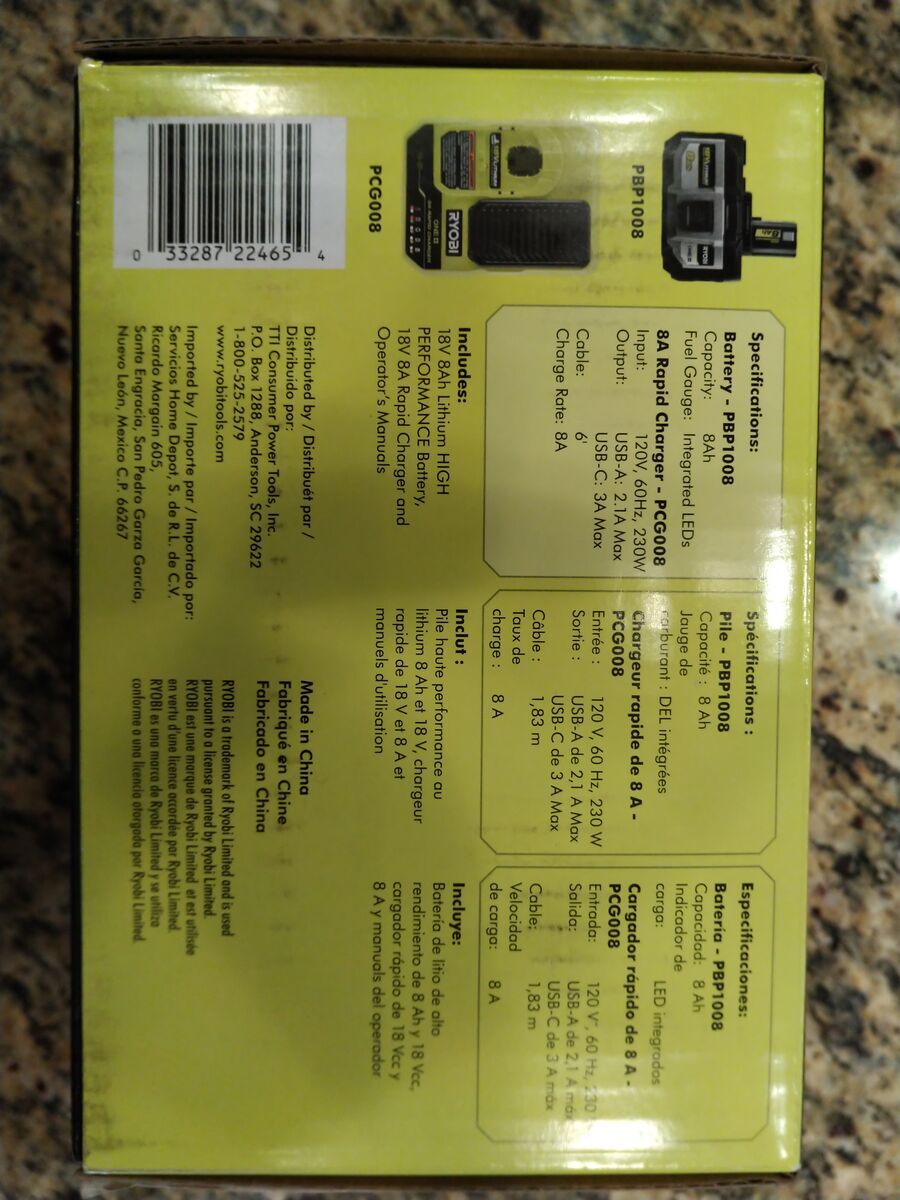 PBP1008
PCG008
RYOBI
0 33287 22465 4
Specifications:
Battery - PBP1008
Capacity: 8Ah
Fuel Gauge: Integrated LEDs
8A Rapid Charger - PCG008
Input: 120V, 60Hz, 230W
Output: USB-A: 2.1A Max
USB-C: 3A Max
Cable: 6'
Charge Rate: 8A
Includes:
18V 8Ah Lithium HIGH
PERFORMANCE Battery,
18V 8A Rapid Charger and
Operator's Manuals
Distributed by / Distribuét par /
Distribuido por:
TTI Consumer Power Tools, Inc.
P.O. Box 1288, Anderson, SC 29622
1-800-525-2579
www.ryobitools.com
Imported by / Importe par / Importado por:
Servicios Home Depot, S. de R.L. de C.V.
Ricardo Margain 605,
Santa Engracia, San Pedro Garza García,
Nuevo León, Mexico C.P. 66267
Spécifications :
Pile - PBP1008
Capacité : 8 Ah
Jauge de
carburant : DEL intégrées
Chargeur rapide de 8 A -
PCG008
Entrée : 120 V, 60 Hz, 230 W
Sortie : USB-A de 2,1 A Max
USB-C de 3 A Max
Câble : 1,83 m
Taux de
charge : 8 A
Inclut :
Pile haute performance au
lithium 8 Ah et 18 V, chargeur
rapide de 18 V et 8 A et
manuels d'utilisation
Made in China
Fabriqué en Chine
Fabricado en China
RYOBI is a trademark of Ryobi Limited and is used
pursuant to a license granted by Ryobi Limited.
RYOBI est une marque de Ryobi Limited et est utilisée
en vertu d'une licence accordée par Ryobi Limited.
RYOBI es una marca de Ryobi Limited y se utiliza
conforme a una licencia otorgada por Ryobi Limited.
Especificaciones:
Batería - PBP1008
Capacidad: 8 Ah
Indicador de
carga: LED integrados
Cargador rápido de 8 A -
PCG008
Entrada: 120 V~, 60 Hz, 230
Salida: USB-A de 2,1 A máx
USB-C de 3 A máx
Cable: 1,83 m
Velocidad
de carga: 8 A
Incluye:
Batería de litio de alto
rendimiento de 8 Ah y 18 Vcc,
cargador rápido de 18 Vcc y
8 A y manuals del operador